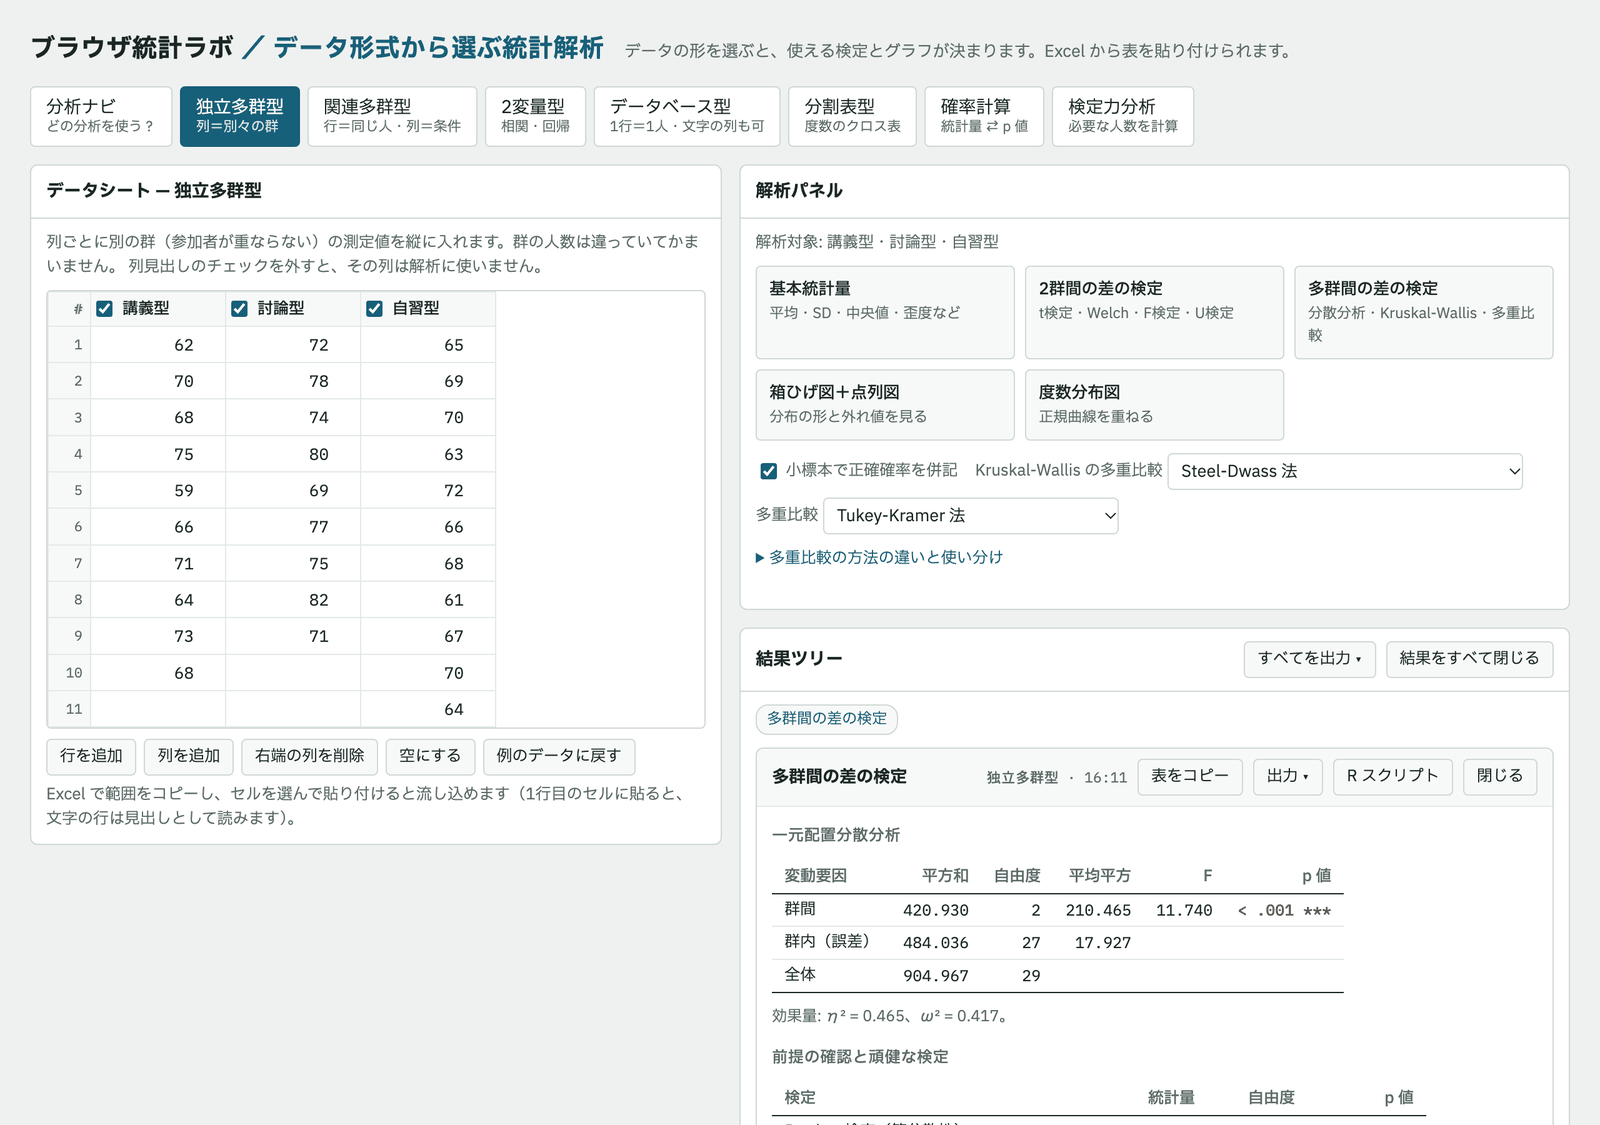 ブラウザ統計ラボ ／ データ形式から選ぶ統計解析 データの形を選ぶと、使える検定とグラフが決まります。Excel から表を貼り付けられます。
分析ナビ
どの分析を使う？
独立多群型
列＝別々の群
関連多群型
行＝同じ人・列＝条件
2変量型
相関・回帰
データベース型
1行＝1人・文字の列も可
分割表型
度数のクロス表
確率計算
統計量 ⇄ p 値
検定力分析
必要な人数を計算
データシート — 独立多群型
列ごとに別の群（参加者が重ならない）の測定値を縦に入れます。群の人数は違っていてかま
いません。 列見出しのチェックを外すと、その列は解析に使いません。
# 講義型 討論型 自習型
1 62 72 65
2 70 78 69
3 68 74 70
4 75 80 63
5 59 69 72
6 66 77 66
7 71 75 68
8 64 82 61
9 73 71 67
10 68 70
11 64
行を追加 列を追加 右端の列を削除 空にする 例のデータに戻す
Excel で範囲をコピーし、セルを選んで貼り付けると流し込めます（1行目のセルに貼ると、
文字の行は見出しとして読みます）。
解析パネル
解析対象: 講義型・討論型・自習型
基本統計量
平均・SD・中央値・歪度など
2群間の差の検定
t検定・Welch・F検定・U検定
多群間の差の検定
分散分析・Kruskal-Wallis・多重比
較
箱ひげ図＋点列図
分布の形と外れ値を見る
度数分布図
正規曲線を重ねる
小標本で正確確率を併記 Kruskal-Wallis の多重比較 Steel-Dwass 法
多重比較 Tukey-Kramer 法
▶ 多重比較の方法の違いと使い分け
結果ツリー すべてを出力 ▾ 結果をすべて閉じる
多群間の差の検定
多群間の差の検定 独立多群型 · 16:11 表をコピー 出力 ▾ R スクリプト 閉じる
一元配置分散分析
変動要因 平方和 自由度 平均平方 F p 値
群間 420.930 2 210.465 11.740 < .001 ***
群内（誤差） 484.036 27 17.927
全体 904.967 29
効果量: η² = 0.465、ω² = 0.417。
前提の確認と頑健な検定
検定 統計量 自由度 p 値